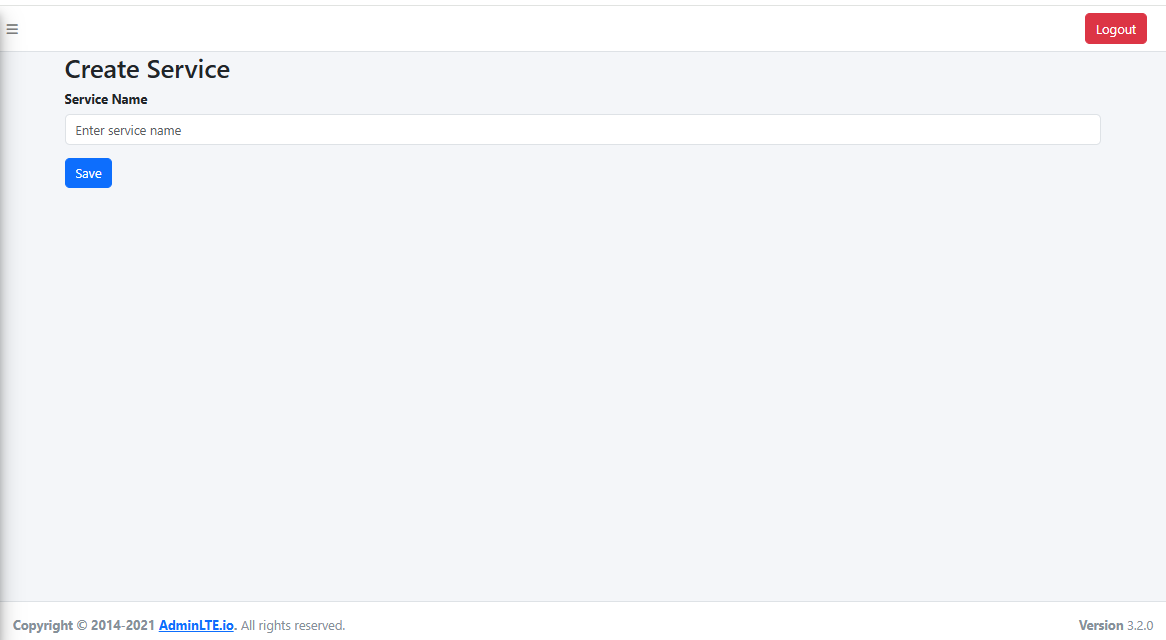 Logout
Create Service
Service Name
Enter service name
Save
Copyright © 2014-2021 AdminLTE.io. All rights reserved.
Version 3.2.0